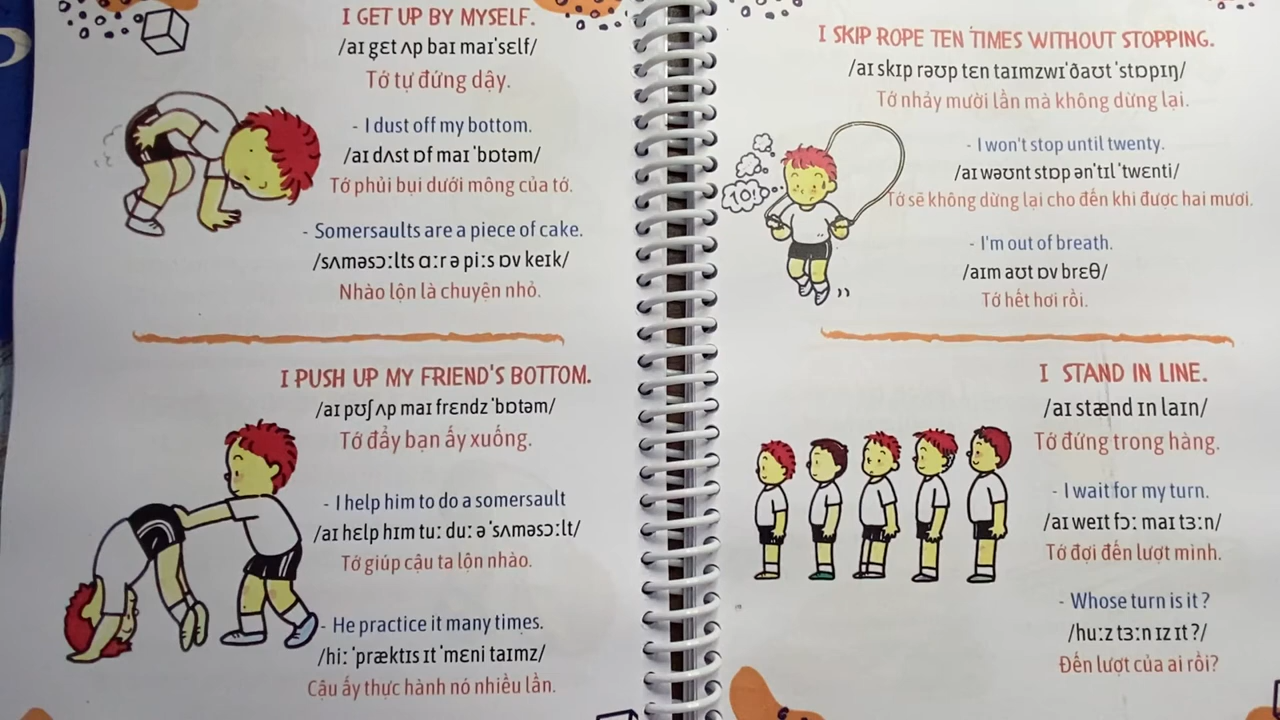 I GET UP BY MYSELF.
/aɪ gɛt ʌp baɪ maɪˈsɛlf/
Tớ tự đứng dậy.
- I dust off my bottom.
/aɪ dʌst ɒf maɪ ˈbɒtəm/
Tớ phủi bụi dưới mông của tớ.
- Somersaults are a piece of cake.
/sʌməsɔːlts ɑːr ə piːs ɒv keɪk/
Nhào lộn là chuyện nhỏ.
I PUSH UP MY FRIEND'S BOTTOM.
/aɪ pʊʃ ʌp maɪ frɛndz ˈbɒtəm/
Tớ đẩy bạn ấy xuống.
- I help him to do a somersault
/aɪ hɛlp hɪm tuː duː ə ˈsʌməsɔːlt/
Tớ giúp cậu ta lộn nhào.
- He practice it many times.
/hiː ˈpræktɪs ɪt ˈmɛni taɪmz/
Cậu ấy thực hành nó nhiều lần.
I SKIP ROPE TEN TIMES WITHOUT STOPPING.
/aɪ skɪp rəʊp tɛn taɪmzwɪˈðaʊt ˈstɒpɪŋ/
Tớ nhảy mười lần mà không dừng lại.
10!
- I won't stop until twenty.
/aɪ wəʊnt stɒp ənˈtɪl ˈtwɛnti/
Tớ sẽ không dừng lại cho đến khi được hai mươi.
- I'm out of breath.
/aɪm aʊt ɒv brɛθ/
Tớ hết hơi rồi.
I STAND IN LINE.
/aɪ stænd ɪn laɪn/
Tớ đứng trong hàng.
- I wait for my turn.
/aɪ weɪt fɔː maɪ tɜːn/
Tớ đợi đến lượt mình.
- Whose turn is it ?
/huːz tɜːn ɪz ɪt ?/
Đến lượt của ai rồi?